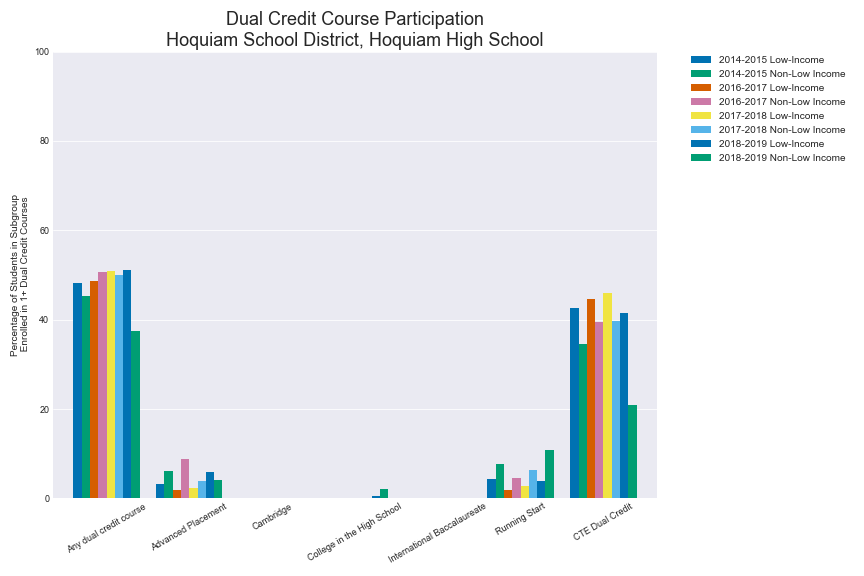 Dual Credit Course Participation
Hoquiam School District, Hoquiam High School
Percentage of Students in Subgroup
Enrolled in 1+ Dual Credit Courses
100
80
60
40
20
0
Any dual credit course
Advanced Placement
Cambridge
College in the High School
International Baccalaureate
Running Start
CTE Dual Credit
2014-2015 Low-Income
2014-2015 Non-Low Income
2016-2017 Low-Income
2016-2017 Non-Low Income
2017-2018 Low-Income
2017-2018 Non-Low Income
2018-2019 Low-Income
2018-2019 Non-Low Income